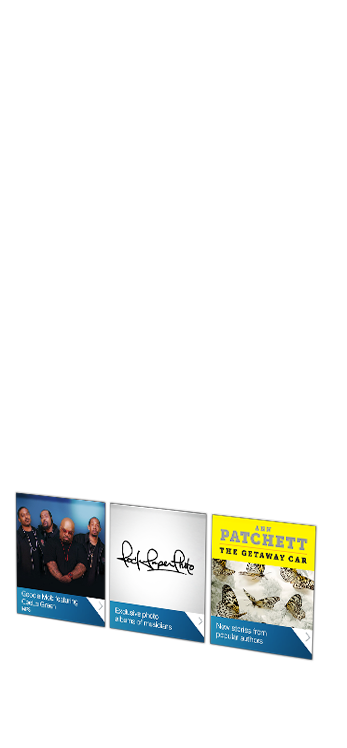 Goodie Mob featuring
CeeLo Green
MP3
Rock Paper Photo
Exclusive photo
albums of musicians
ANN
PATCHETT
THE GETAWAY CAR
New stories from
popular authors